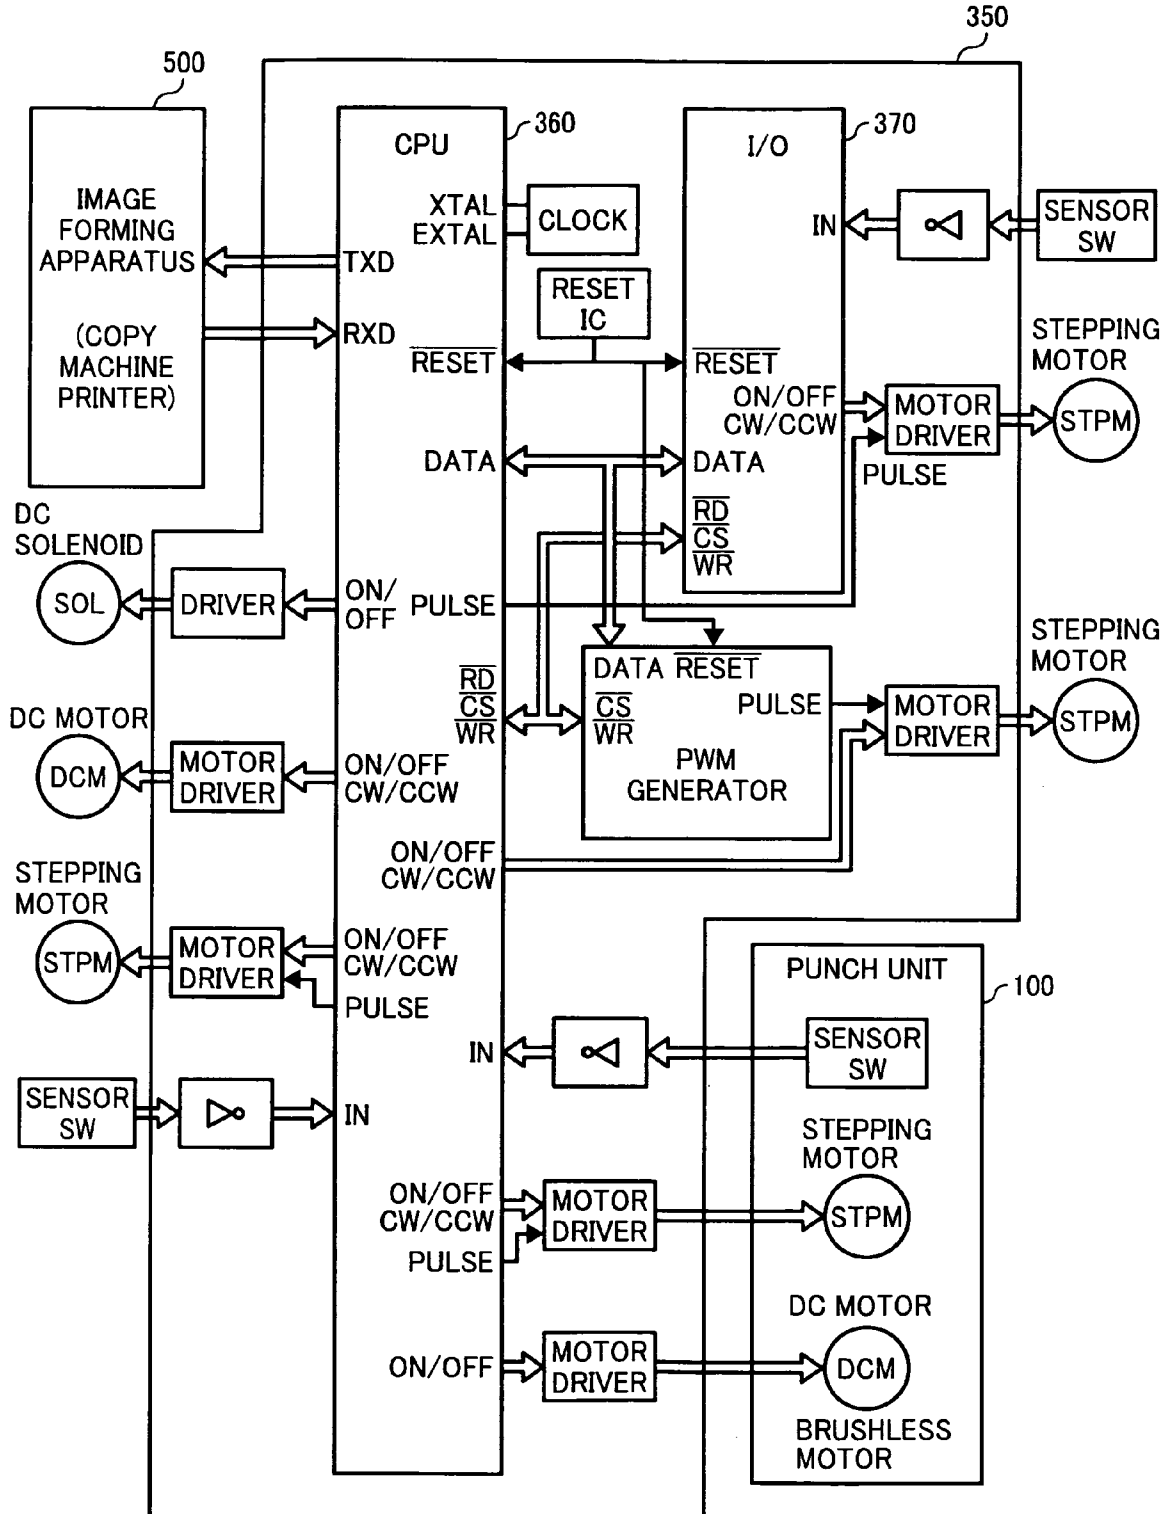 350
500
360
370
CPU
I/O
IMAGE
FORMING
APPARATUS
(COPY
MACHINE
PRINTER)
XTAL
EXTAL
CLOCK
IN
SENSOR
SW
TXD
RXD
RESET
IC
RESET
RESET
STEPPING
MOTOR
ON/OFF
CW/CCW
MOTOR
DRIVER
STPM
PULSE
DATA
DATA
RD
CS
WR
DC
SOLENOID
SOL
DRIVER
ON/
OFF
PULSE
STEPPING
MOTOR
DATA RESET
RD
CS
WR
CS
WR
PULSE
MOTOR
DRIVER
STPM
PWM
GENERATOR
DC MOTOR
DCM
MOTOR
DRIVER
ON/OFF
CW/CCW
ON/OFF
CW/CCW
STEPPING
MOTOR
STPM
MOTOR
DRIVER
ON/OFF
CW/CCW
PULSE
PUNCH UNIT
100
IN
SENSOR
SW
SENSOR
SW
IN
STEPPING
MOTOR
ON/OFF
CW/CCW
PULSE
MOTOR
DRIVER
STPM
DC MOTOR
ON/OFF
MOTOR
DRIVER
DCM
BRUSHLESS
MOTOR